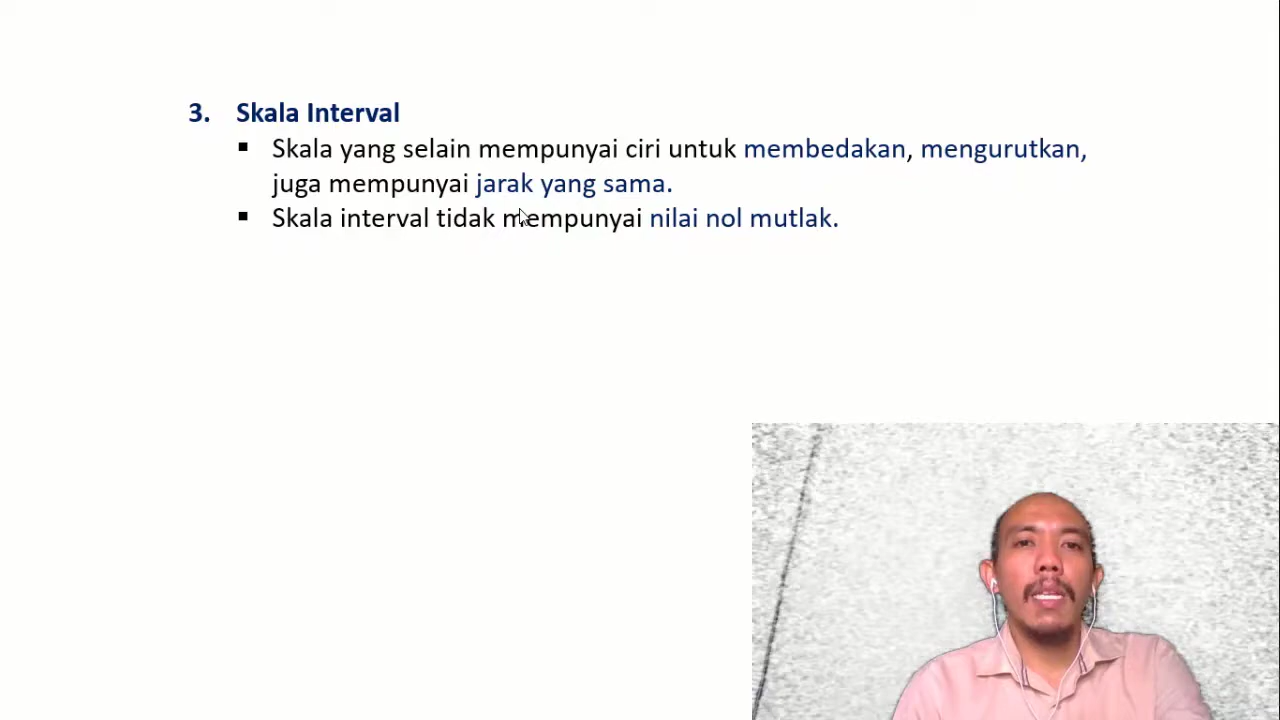 3. Skala Interval
▪ Skala yang selain mempunyai ciri untuk membedakan, mengurutkan,
juga mempunyai jarak yang sama.
▪ Skala interval tidak mempunyai nilai nol mutlak.